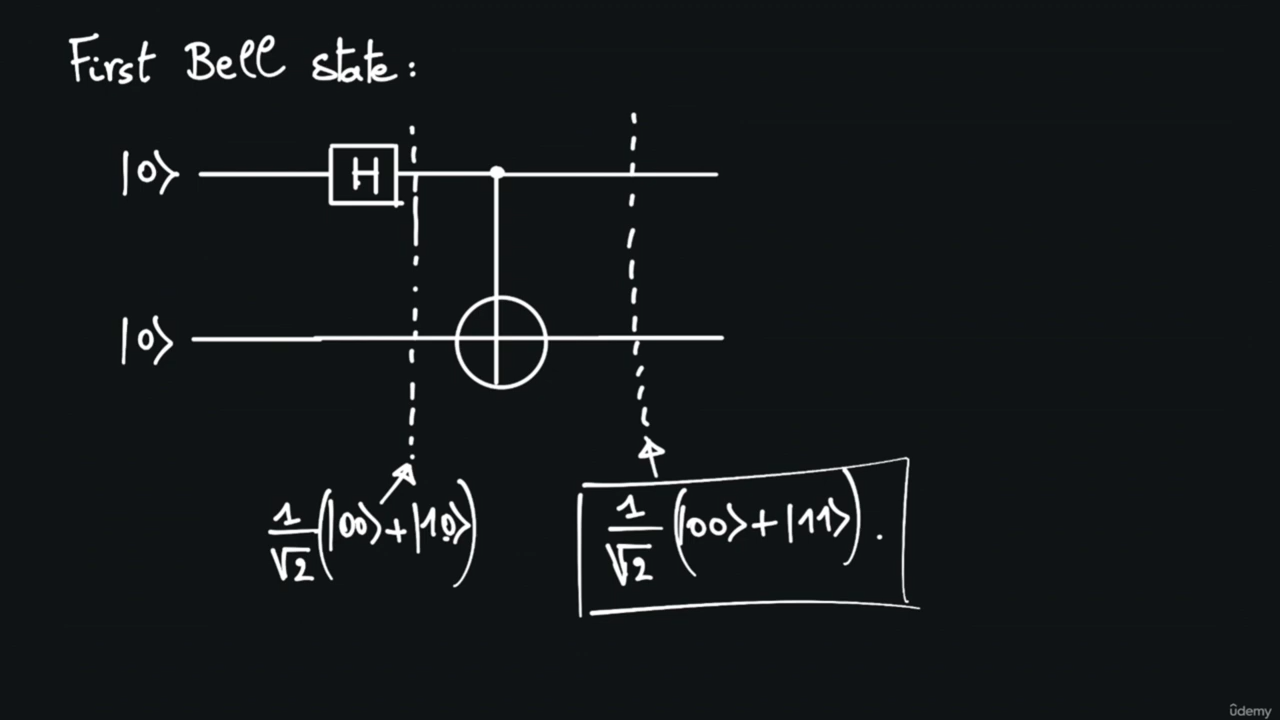 First Bell state:
|0⟩ H
|0⟩
1/√2 (|00⟩+|10⟩)
1/√2 (|00⟩+|11⟩).
ûdemy